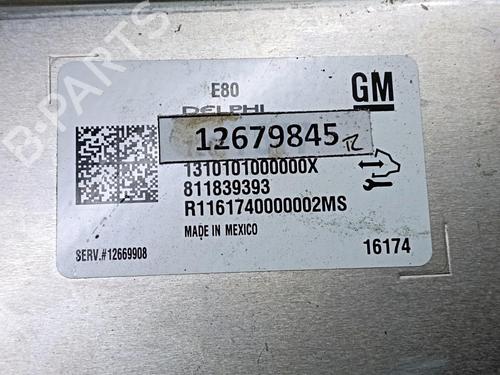 E80
GM
DELPHI
12679845
1310101000000X
811839393
R1161740000002MS
MADE IN MEXICO
SERV.#12669908
16174
B-PARTS